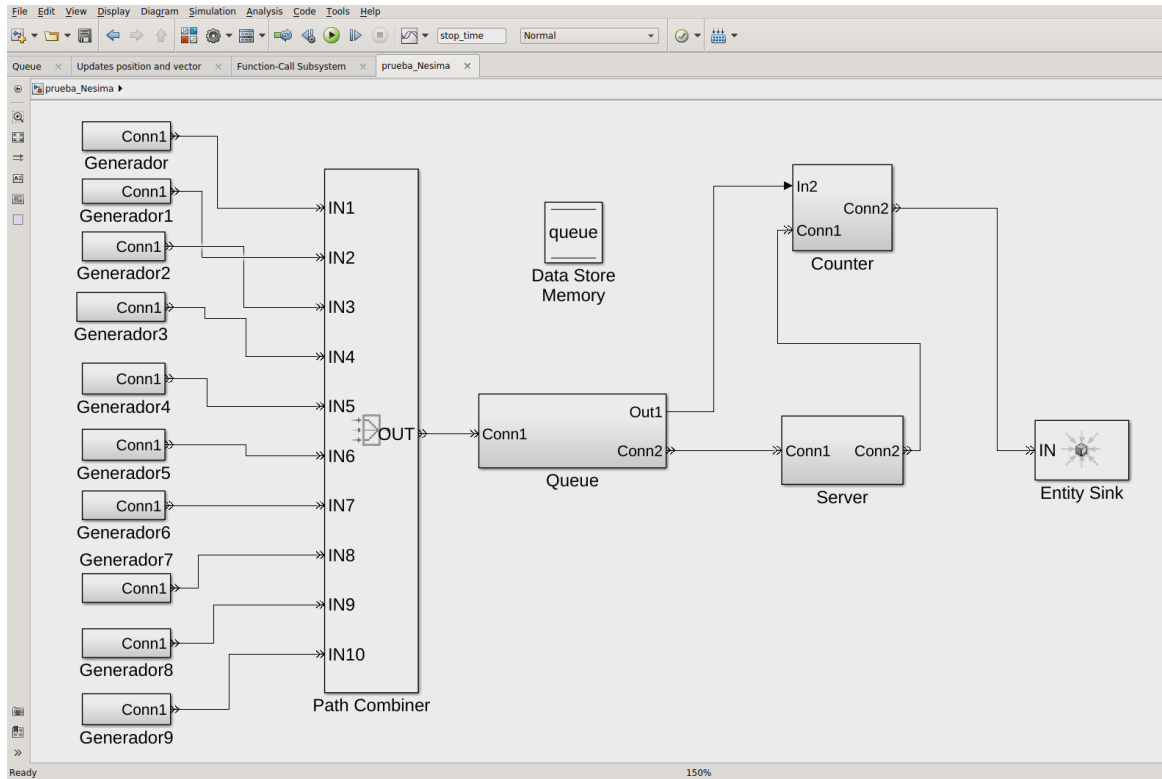 File Edit View Display Diagram Simulation Analysis Code Tools Help
stop_time Normal
Queue Updates position and vector Function-Call Subsystem prueba_Nesima
prueba_Nesima
Conn1
Generador
Conn1
Generador1
Conn1
Generador2
Conn1
Generador3
Conn1
Generador4
Conn1
Generador5
Conn1
Generador6
Generador7
Conn1
Conn1
Generador8
Conn1
Generador9
IN1
IN2
IN3
IN4
IN5
OUT
IN6
IN7
IN8
IN9
IN10
Path Combiner
queue
Data Store
Memory
Out1
Conn1
Conn2
Queue
In2
Conn2
Conn1
Counter
Conn1 Conn2
Server
IN
Entity Sink
Ready 150%